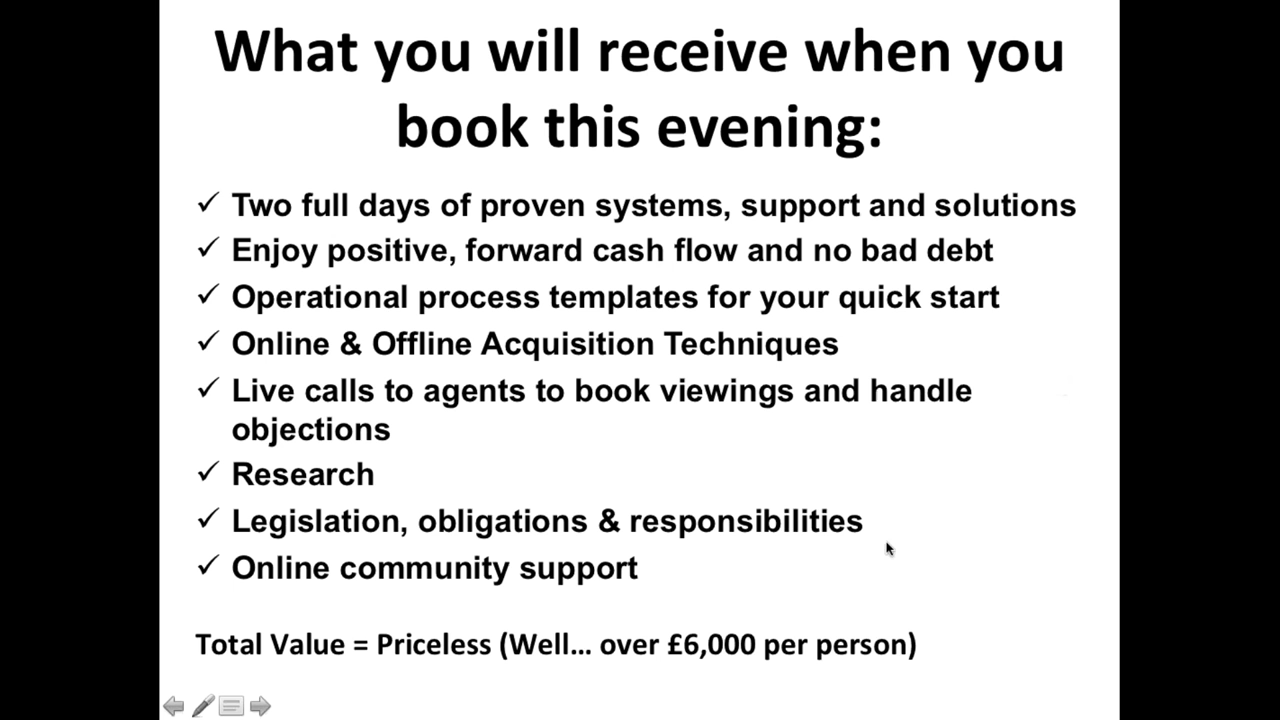 What you will receive when you
book this evening:
✓ Two full days of proven systems, support and solutions
✓ Enjoy positive, forward cash flow and no bad debt
✓ Operational process templates for your quick start
✓ Online & Offline Acquisition Techniques
✓ Live calls to agents to book viewings and handle
objections
✓ Research
✓ Legislation, obligations & responsibilities
✓ Online community support
Total Value = Priceless (Well... over £6,000 per person)